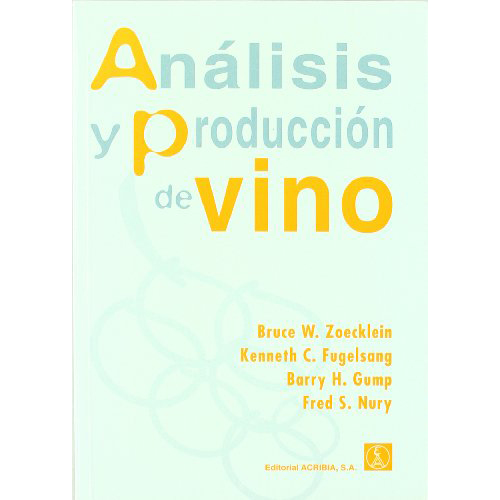 Análisis
y producción
de vino
Bruce W. Zoecklein
Kenneth C. Fugelsang
Barry H. Gump
Fred S. Nury
Editorial ACRIBIA, S.A.